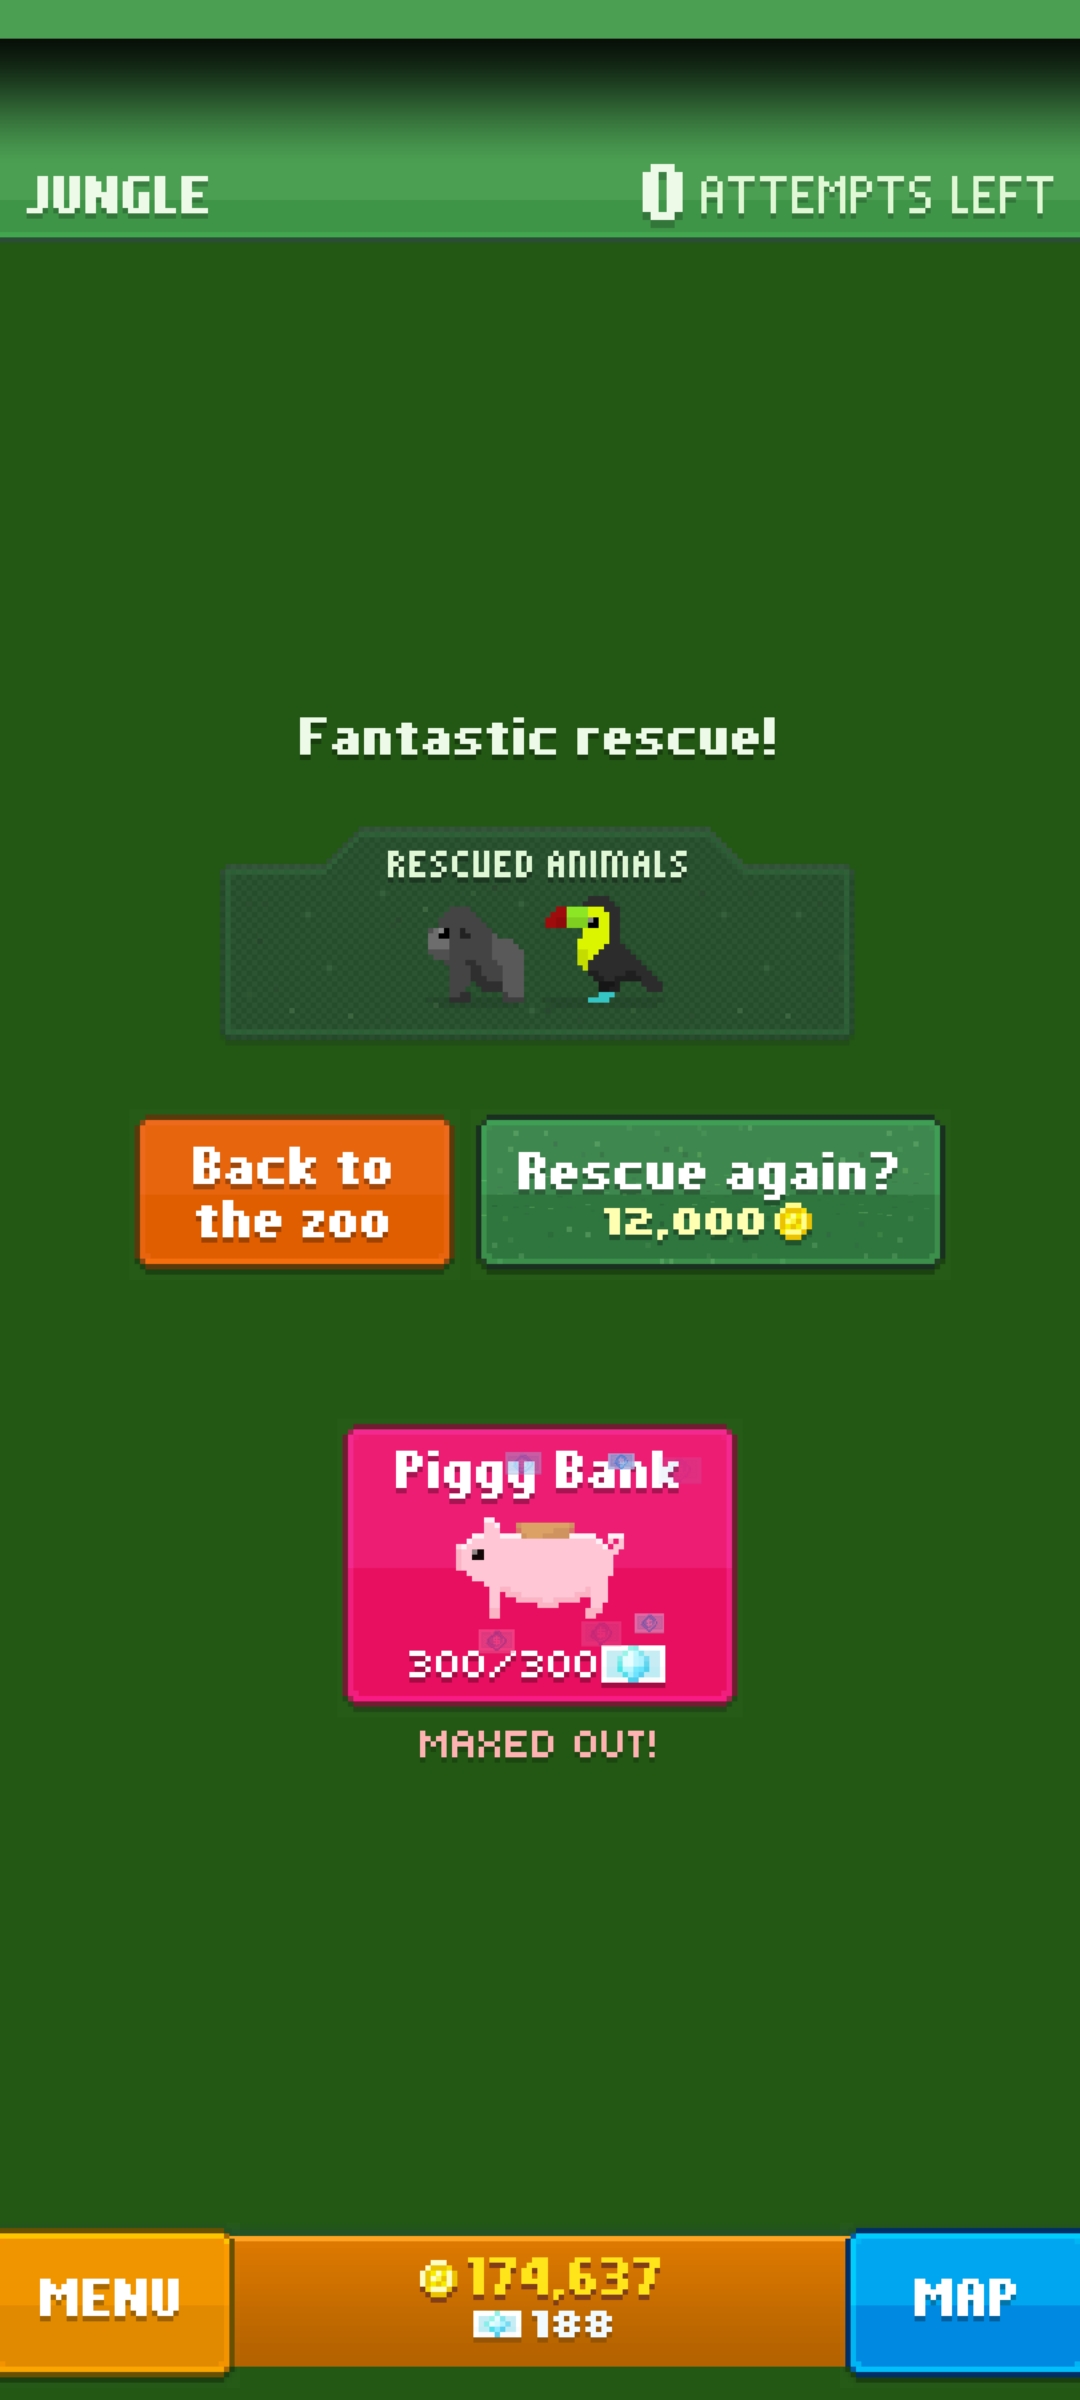 JUNGLE
0 ATTEMPTS LEFT
Fantastic rescue!
RESCUED ANIMALS
Back to
the zoo
Rescue again?
12,000
Piggy Bank
300/300
MAXED OUT!
MENU
174,637
188
MAP